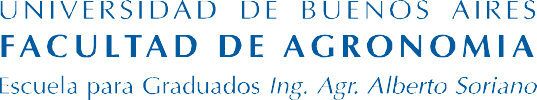 UNIVERSIDAD DE BUENOS AIRES
FACULTAD DE AGRONOMIA
Escuela para Graduados Ing. Agr. Alberto Soriano